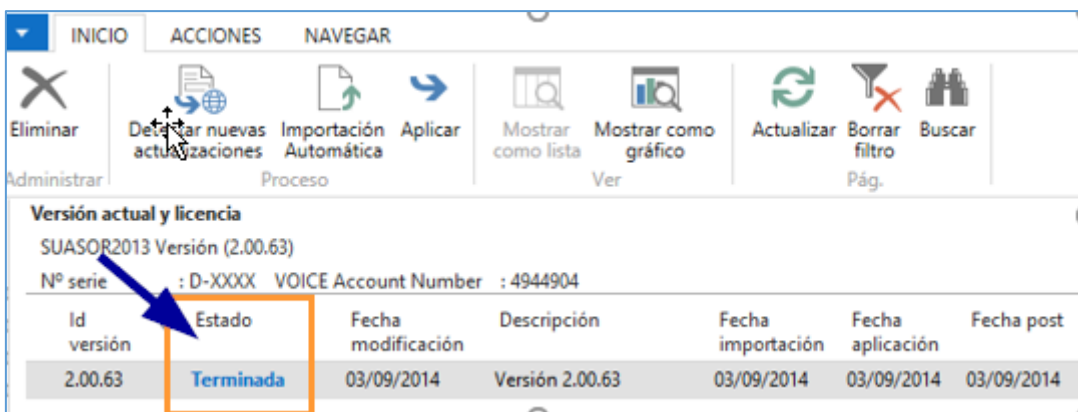 INICIO ACCIONES NAVEGAR
Eliminar Detectar nuevas actualizaciones Importación Automática Aplicar Mostrar como lista Mostrar como gráfico Actualizar Borrar filtro Buscar
Administrar Proceso Ver Pág.
Versión actual y licencia
SUASOR2013 Versión (2.00.63)
Nº serie : D-XXXX VOICE Account Number : 4944904
Id versión Estado Fecha modificación Descripción Fecha importación Fecha aplicación Fecha post
2.00.63 Terminada 03/09/2014 Versión 2.00.63 03/09/2014 03/09/2014 03/09/2014